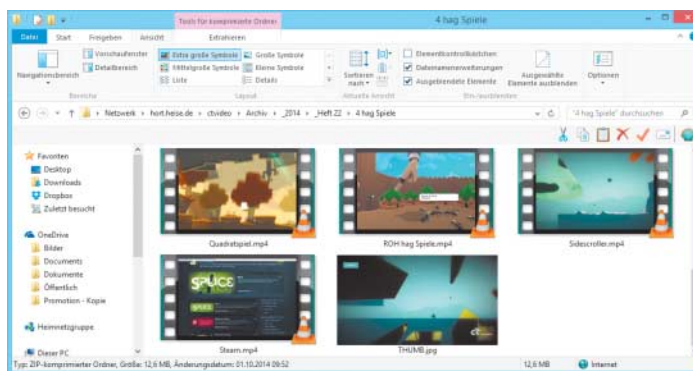 Tools für komprimierte Ordner
4 hag Spiele
Datei Start Freigeben Ansicht Extrahieren
Navigationsbereich
Vorschaufenster
Detailbereich
Bereiche
Extra große Symbole
Große Symbole
Mittelgroße Symbole
Kleine Symbole
Liste
Details
Layout
Sortieren nach
Aktuelle Ansicht
Elementkontrollkästchen
Dateinamenerweiterungen
Ausgeblendete Elemente
Ausgewählte
Elemente ausblenden
Ein-/ausblenden
Optionen
Netzwerk hort.heise.de ctvideo Archiv _2014 _Heft 22 4 hag Spiele
"4 hag Spiele" durchsuchen
Favoriten
Desktop
Downloads
Dropbox
Zuletzt besucht
OneDrive
Bilder
Documents
Dokumente
Öffentlich
Promotion - Kopie
Heimnetzgruppe
Dieser PC
Quadratspiel.mp4
ROH hag Spiele.mp4
Sidescroller.mp4
SPLICE
Steam.mp4
THUMB.jpg
Typ: ZIP-komprimierter Ordner, Größe: 12,6 MB, Änderungsdatum: 01.10.2014 09:52
12,6 MB
Internet